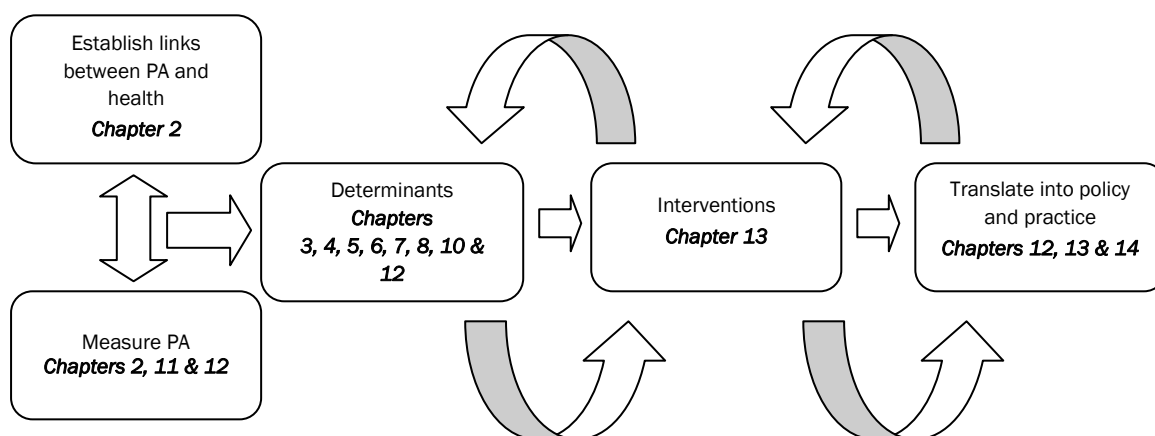 Establish links
between PA and
health
Chapter 2
Measure PA
Chapters 2, 11 & 12
Determinants
Chapters
3, 4, 5, 6, 7, 8, 10 &
12
Interventions
Chapter 13
Translate into policy
and practice
Chapters 12, 13 & 14